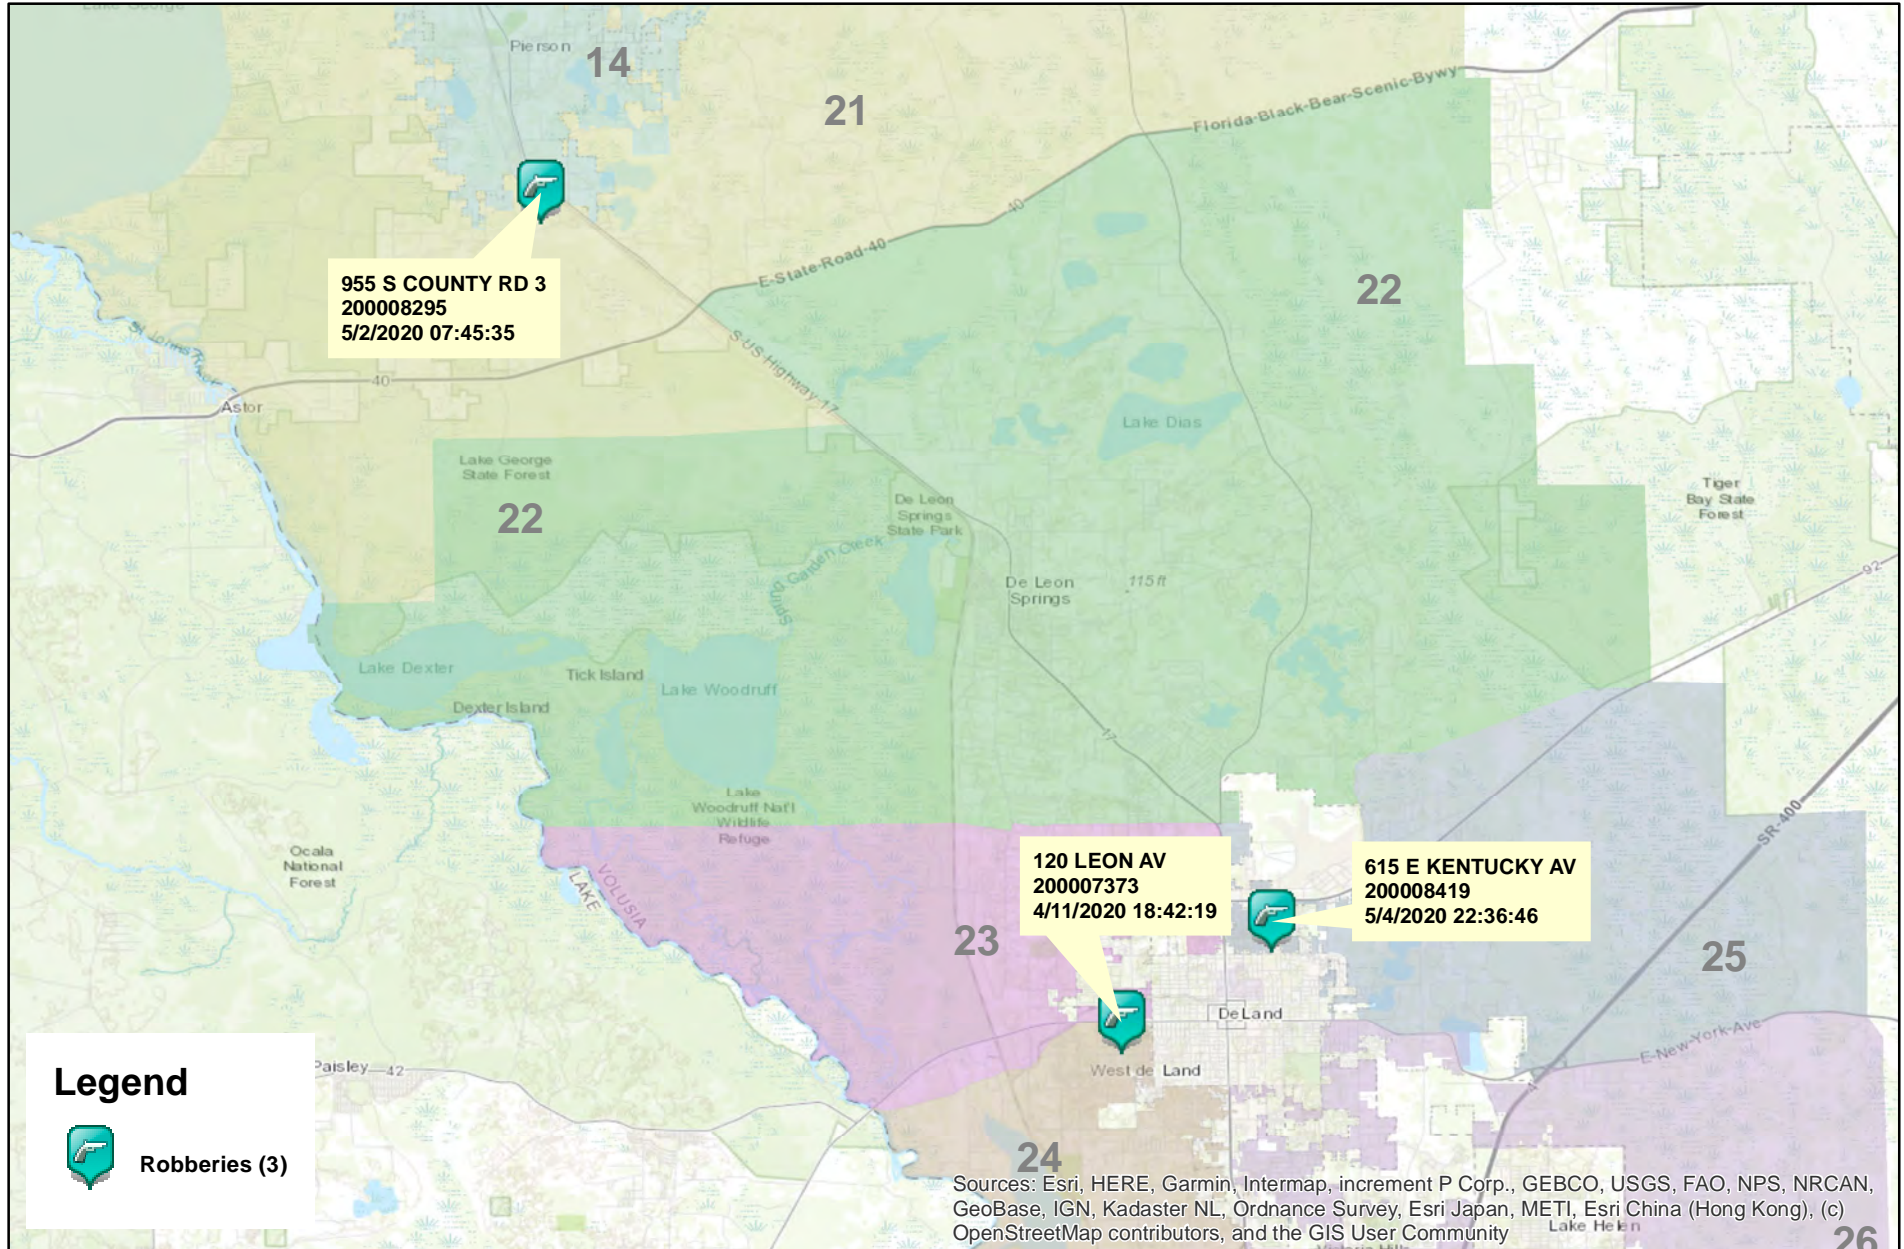 Lake George
Pierson
14
21
Florida-Black-Bear-Scenic-Bywy
40
E-State-Road-40
22
955 S COUNTY RD 3
200008295
5/2/2020 07:45:35
S-US-Highway-17
40
Astor
Lake Dias
Lake George
State Forest
22
De Leon
Springs
State Park
Tiger
Bay State
Forest
Spring Garden Creek
De Leon
Springs
115 ft
92
Lake Dexter
Tick Island
Lake Woodruff
Dexter Island
17
Lake
Woodruff Nat'l
Wildlife
Refuge
SR-400
Ocala
National
Forest
VOLUSIA
LAKE
120 LEON AV
200007373
4/11/2020 18:42:19
615 E KENTUCKY AV
200008419
5/4/2020 22:36:46
23
25
DeLand
E-New-York-Ave
West de Land
Paisley
42
Legend
Robberies (3)
24
Sources: Esri, HERE, Garmin, Intermap, increment P Corp., GEBCO, USGS, FAO, NPS, NRCAN,
GeoBase, IGN, Kadaster NL, Ordnance Survey, Esri Japan, METI, Esri China (Hong Kong), (c)
OpenStreetMap contributors, and the GIS User Community
Lake Helen
26